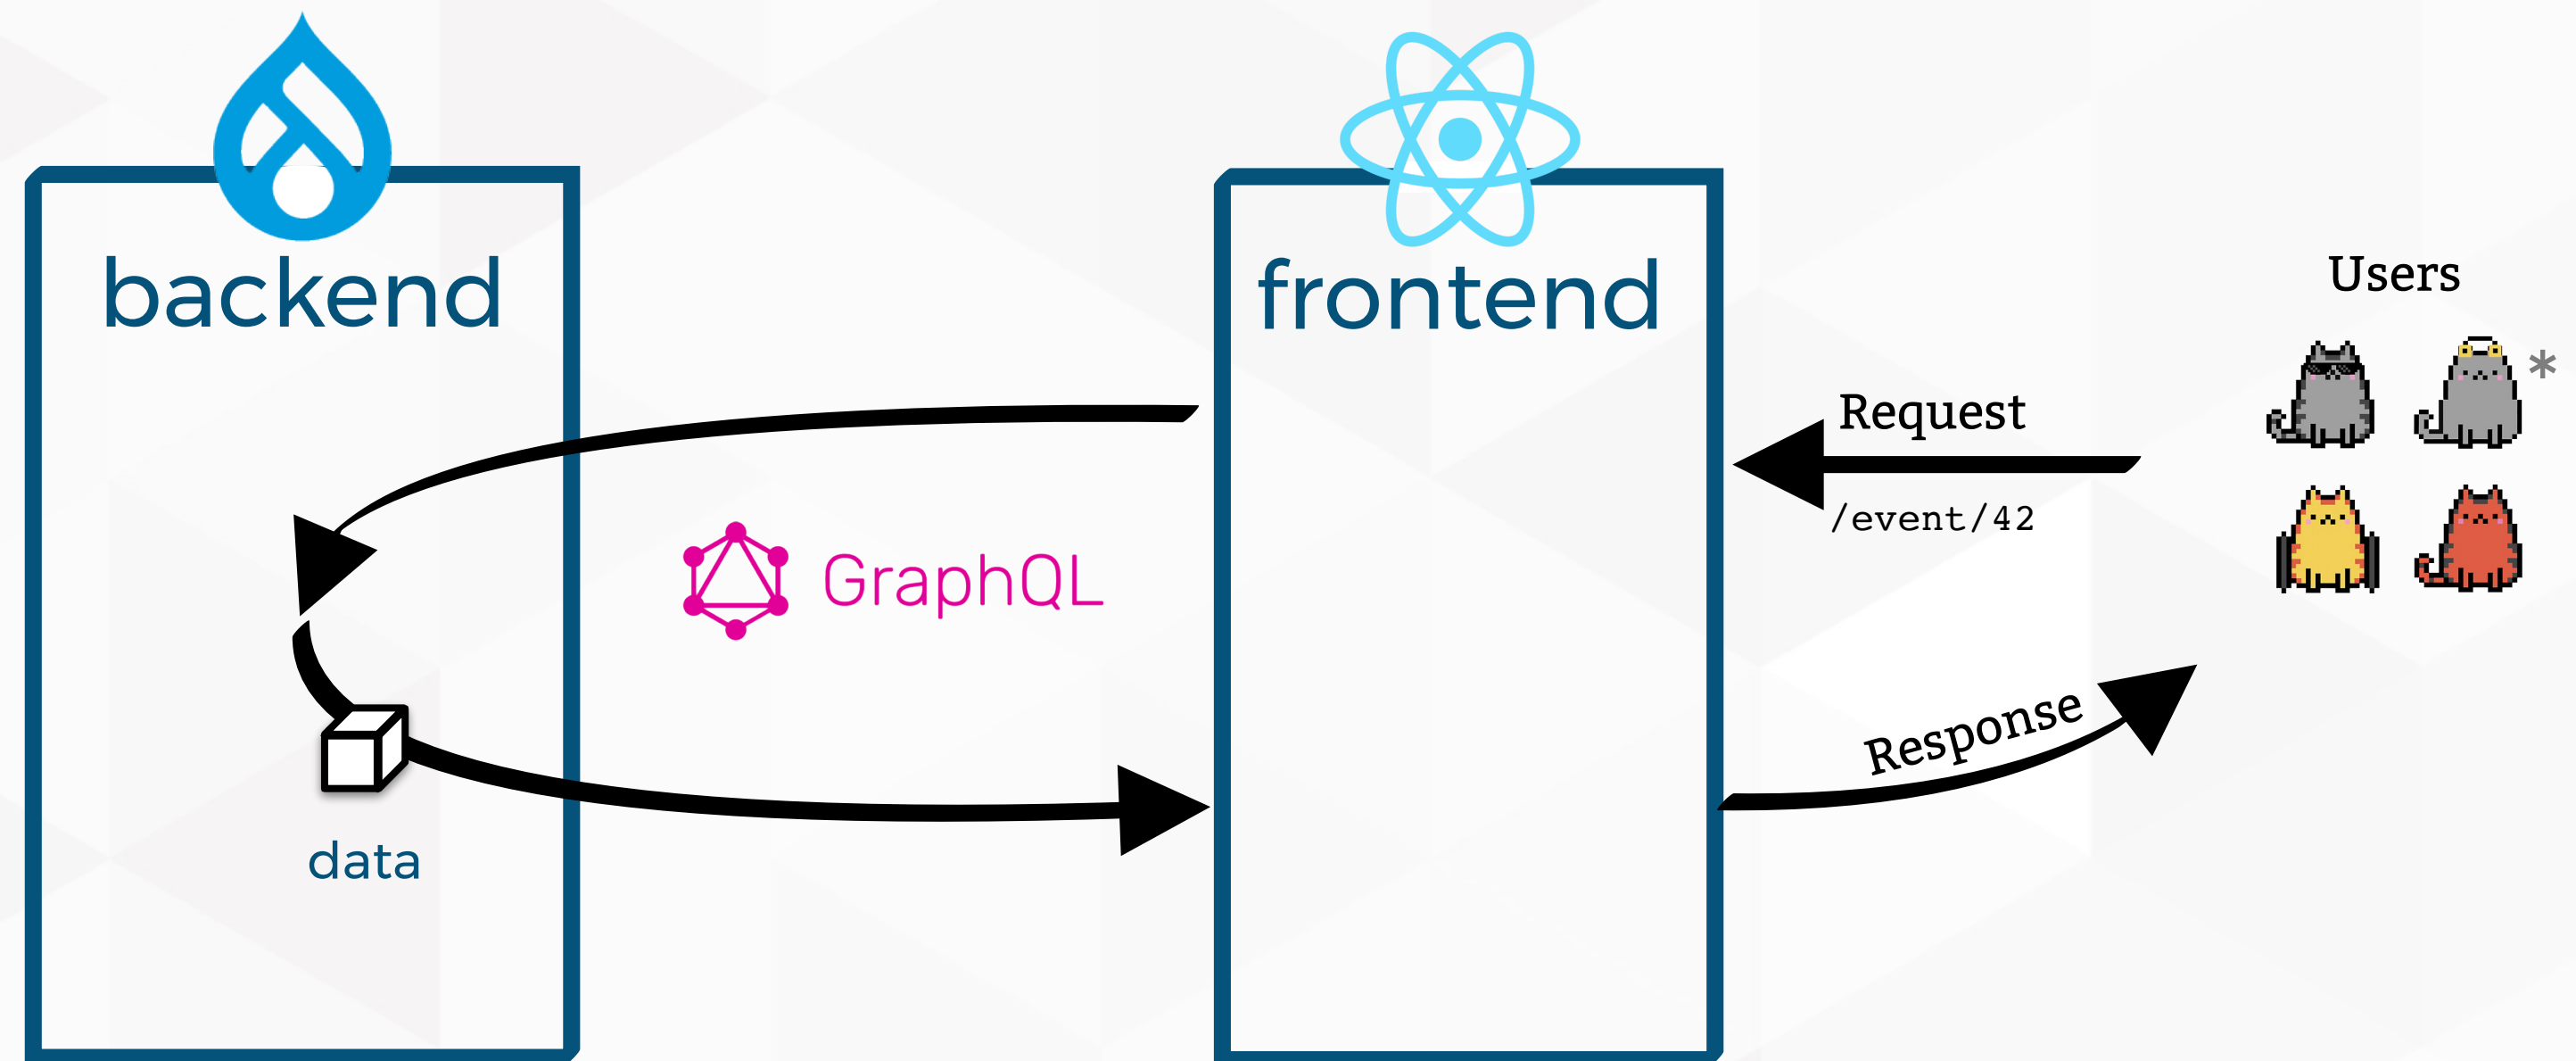 backend
frontend
Users
*
Request
/event/42
GraphQL
Response
data